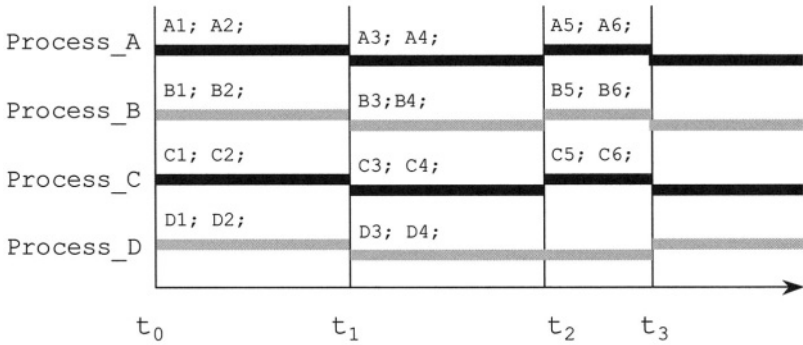 A1; A2; A3; A4; A5; A6;
Process_A
B1; B2; B3;B4; B5; B6;
Process_B
C1; C2; C3; C4; C5; C6;
Process_C
D1; D2; D3; D4;
Process_D
t0 t1 t2 t3